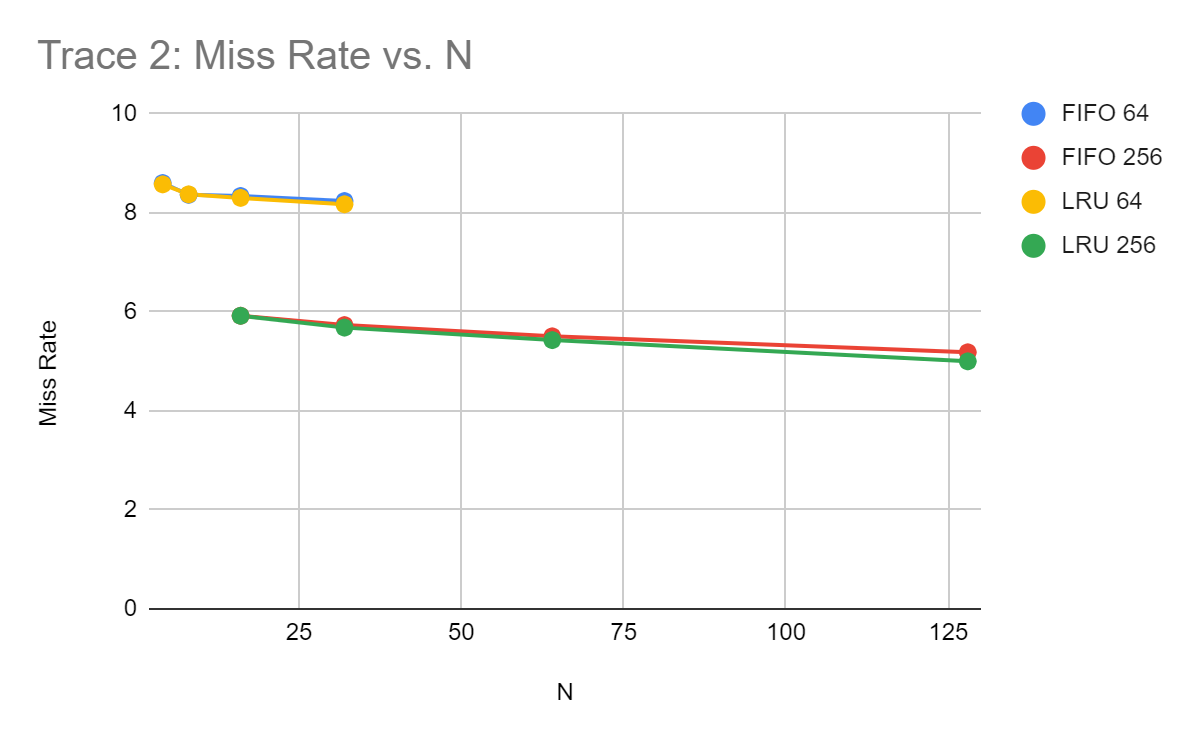 Trace 2: Miss Rate vs. N
FIFO 64
FIFO 256
LRU 64
LRU 256
Miss Rate
10
8
6
4
2
0
25 50 75 100 125
N